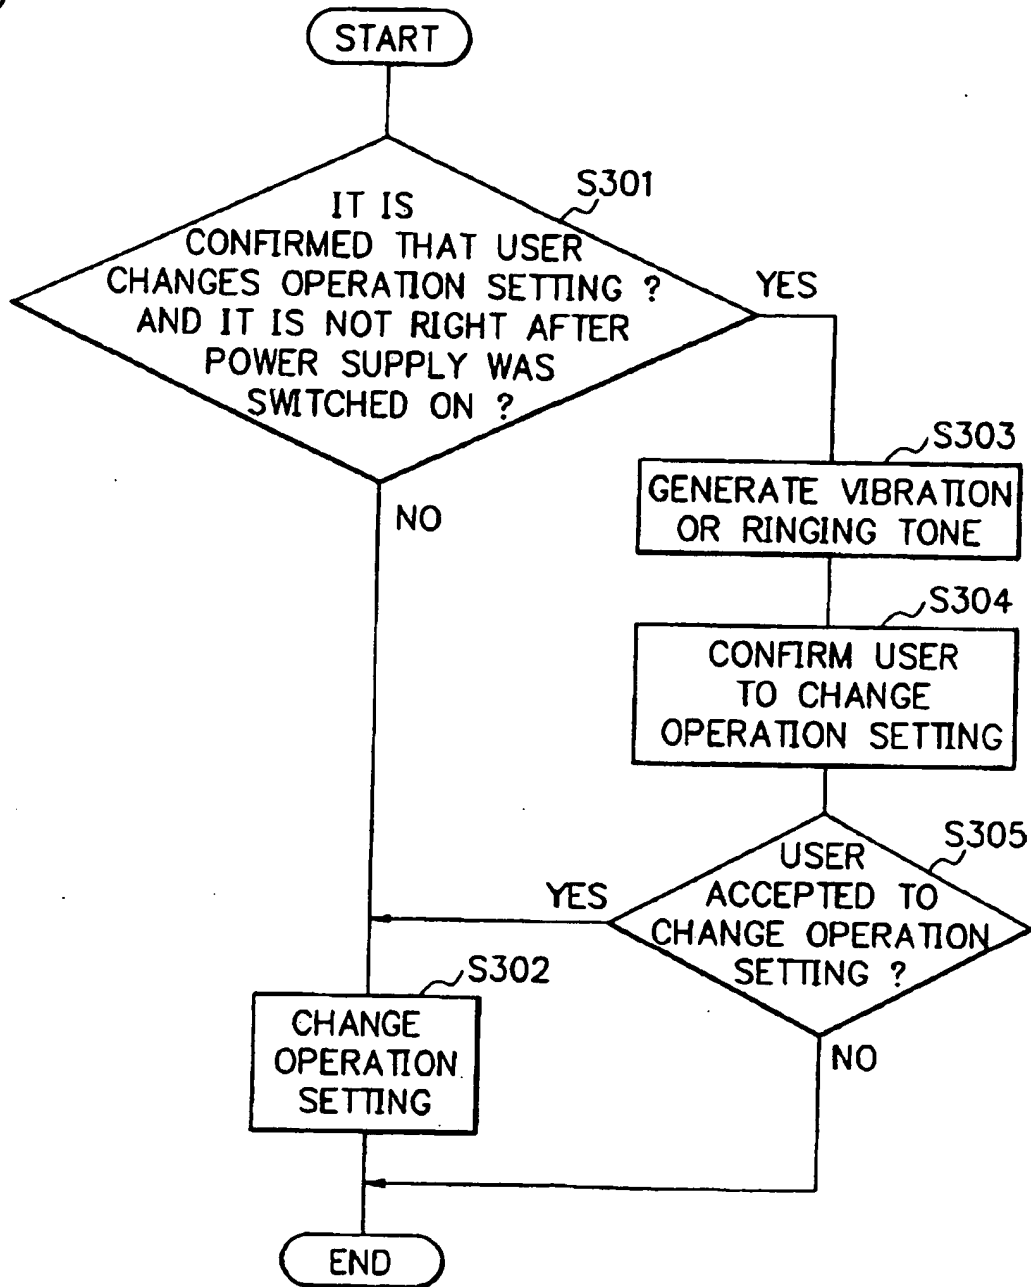 START
S301
IT IS
CONFIRMED THAT USER
CHANGES OPERATION SETTING ?
AND IT IS NOT RIGHT AFTER
POWER SUPPLY WAS
SWITCHED ON ?
YES
NO
S303
GENERATE VIBRATION
OR RINGING TONE
S304
CONFIRM USER
TO CHANGE
OPERATION SETTING
S305
USER
ACCEPTED TO
CHANGE OPERATION
SETTING ?
YES
NO
S302
CHANGE
OPERATION
SETTING
END